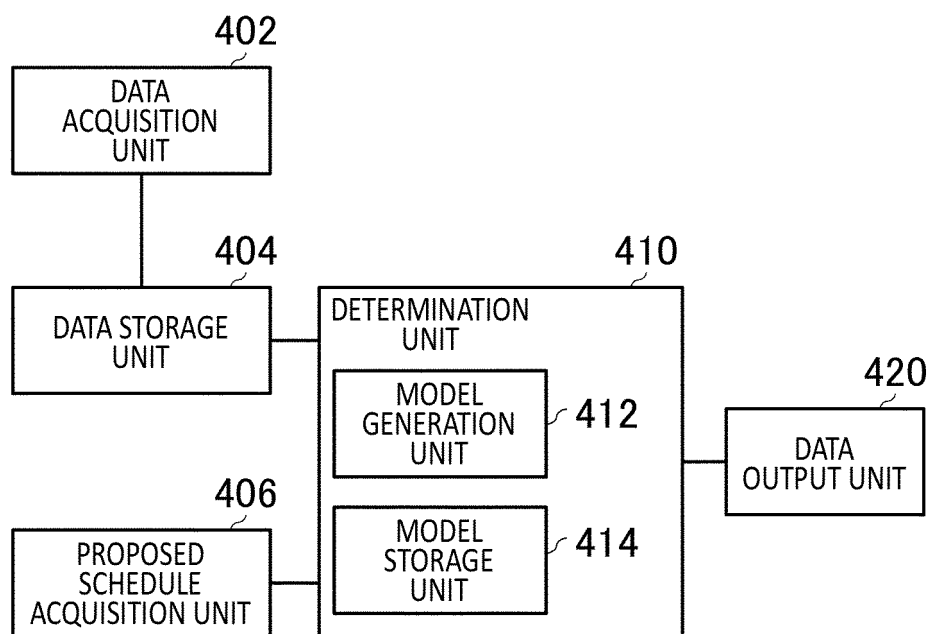 402
DATA
ACQUISITION
UNIT
404
DATA STORAGE
UNIT
410
DETERMINATION
UNIT
MODEL
GENERATION
UNIT
412
420
DATA
OUTPUT UNIT
406
PROPOSED
SCHEDULE
ACQUISITION UNIT
MODEL
STORAGE
UNIT
414